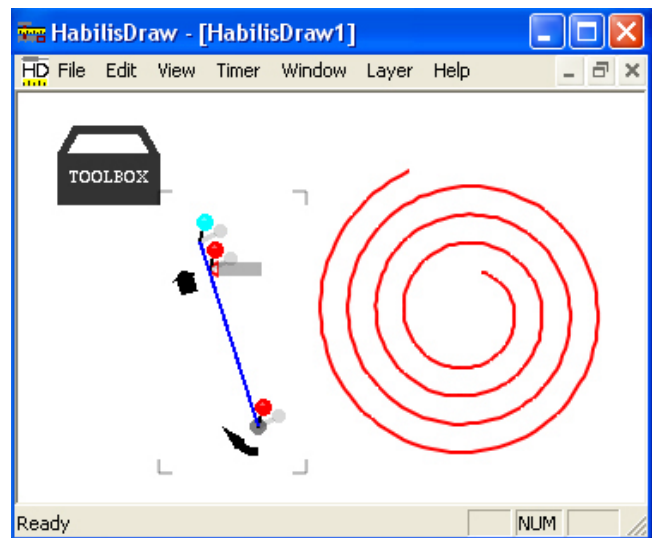 HabilisDraw - [HabilisDraw1]
HD File Edit View Timer Window Layer Help
TOOLBOX
Ready NUM